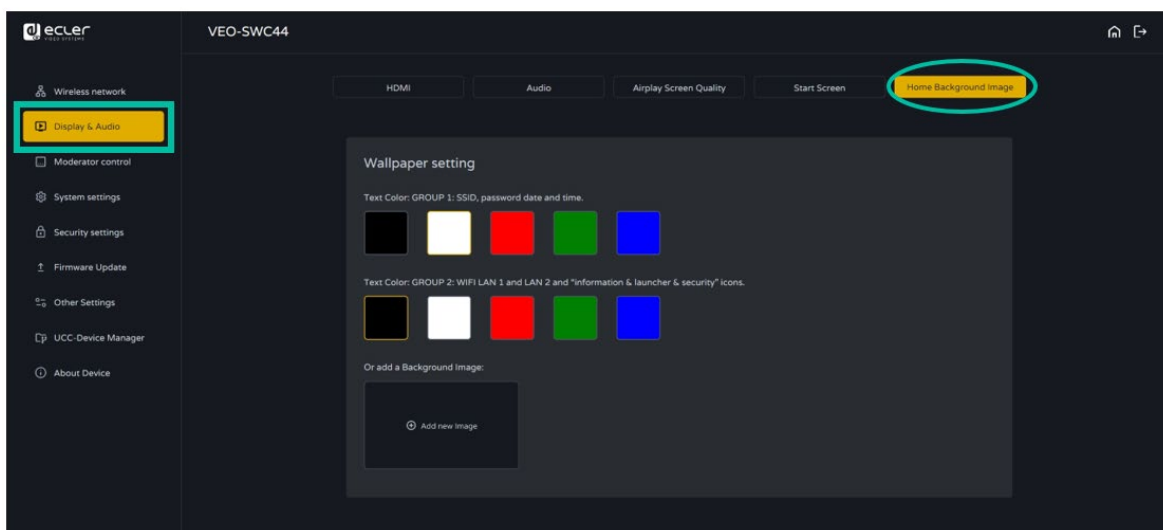 ecler
VIDEO SYSTEMS
VEO-SWC44
Wireless network
Display & Audio
Moderator control
System settings
Security settings
Firmware Update
Other Settings
UCC-Device Manager
About Device
HDMI
Audio
Airplay Screen Quality
Start Screen
Home Background Image
Wallpaper setting
Text Color: GROUP 1: SSID, password date and time.
Text Color: GROUP 2: WIFI LAN 1 and LAN 2 and "information & launcher & security" icons.
Or add a Background Image:
Add new Image